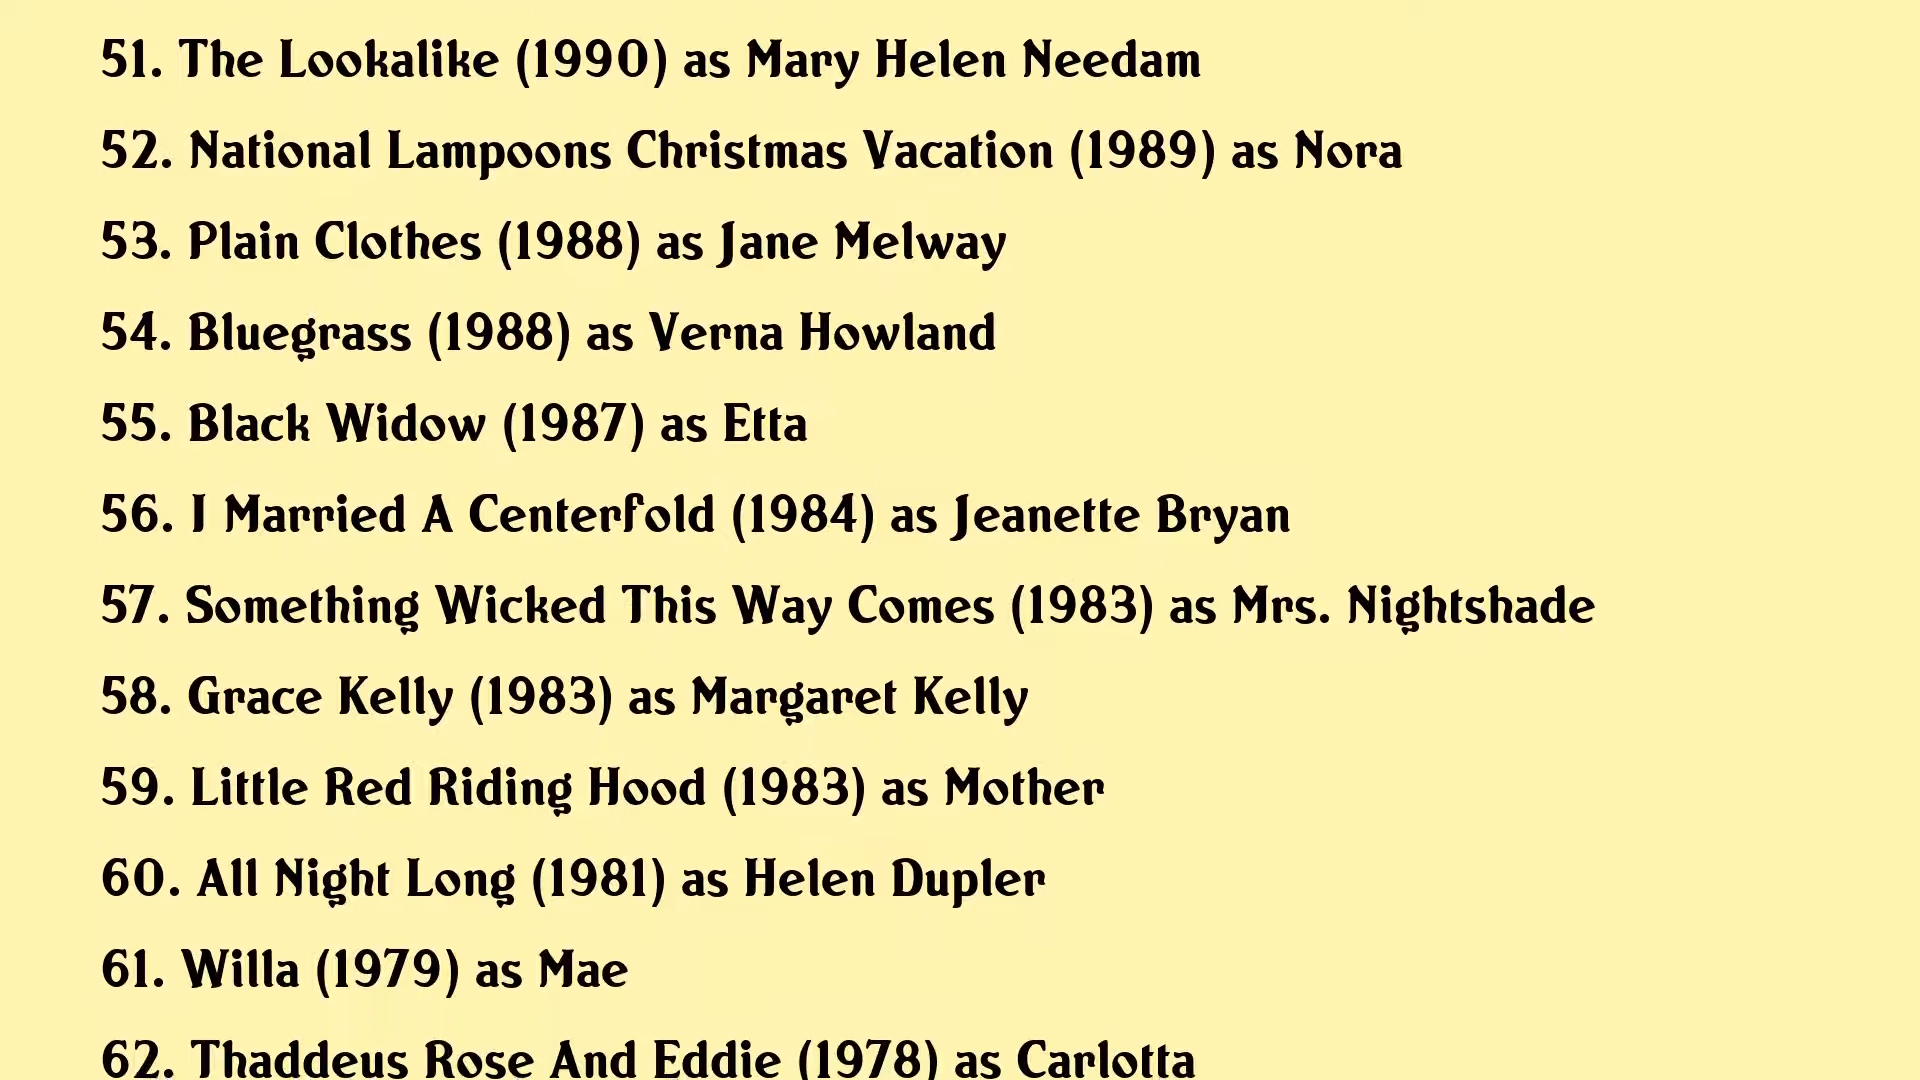 51. The Lookalike (1990) as Mary Helen Needam
52. National Lampoons Christmas Vacation (1989) as Nora
53. Plain Clothes (1988) as Jane Melway
54. Bluegrass (1988) as Verna Howland
55. Black Widow (1987) as Etta
56. I Married A Centerfold (1984) as Jeanette Bryan
57. Something Wicked This Way Comes (1983) as Mrs. Nightshade
58. Grace Kelly (1983) as Margaret Kelly
59. Little Red Riding Hood (1983) as Mother
60. All Night Long (1981) as Helen Dupler
61. Willa (1979) as Mae
62. Thaddeus Rose And Eddie (1978) as Carlotta